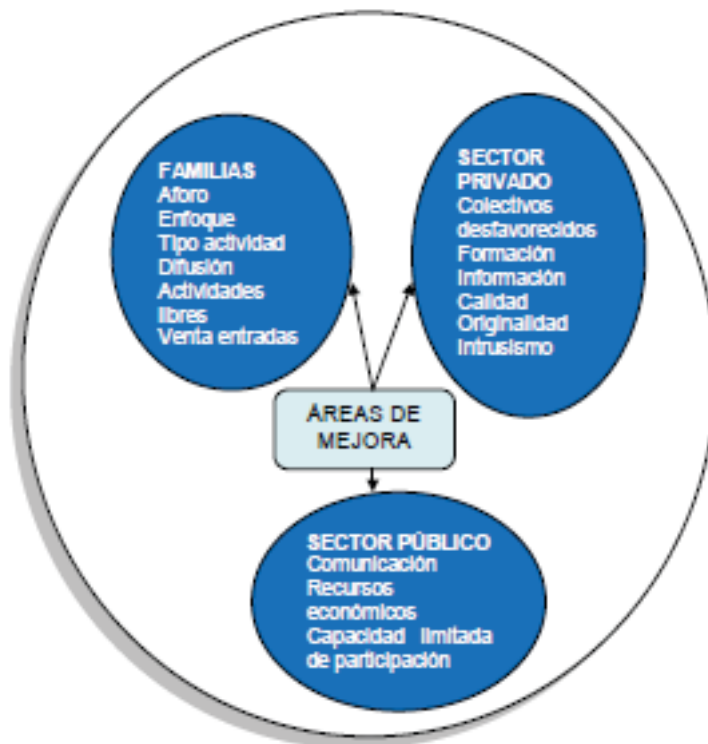 FAMILIAS
Aforo
Enfoque
Tipo actividad
Difusión
Actividades
libres
Venta entradas
SECTOR
PRIVADO
Colectivos
desfavorecidos
Formación
Información
Calidad
Originalidad
Intrusismo
ÁREAS DE
MEJORA
SECTOR PÚBLICO
Comunicación
Recursos
económicos
Capacidad limitada
de participación